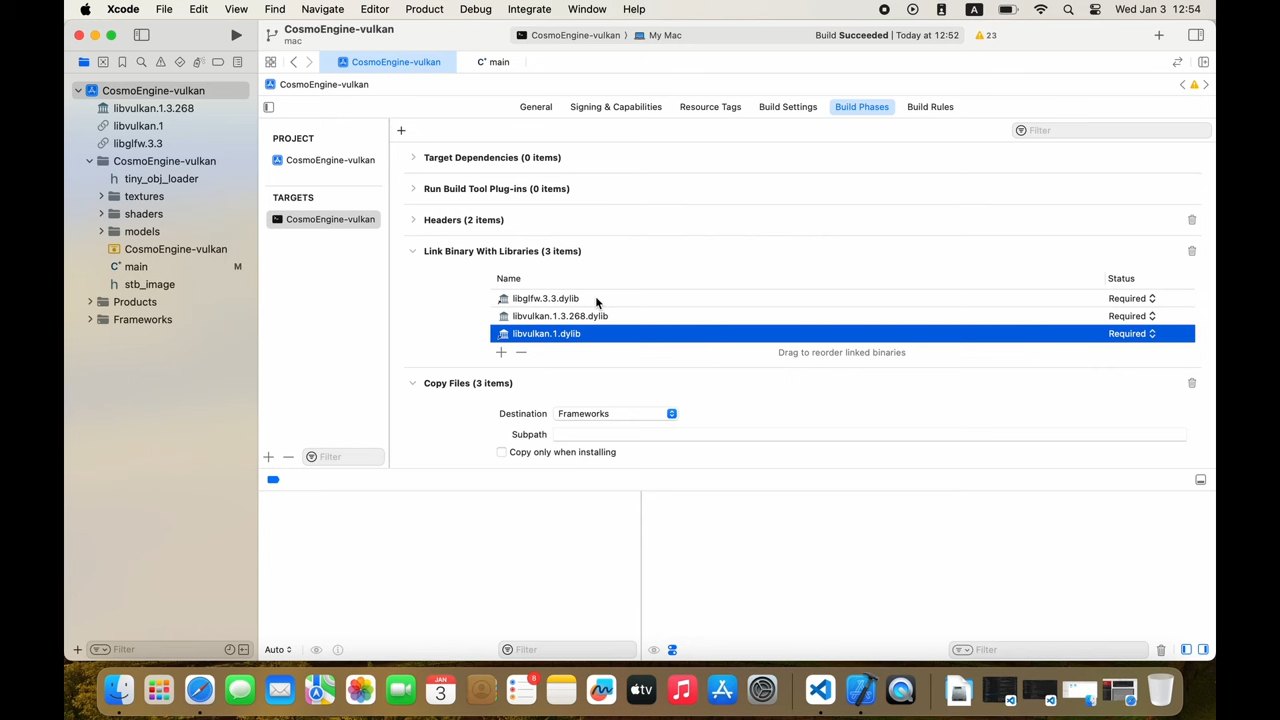 Xcode File Edit View Find Navigate Editor Product Debug Integrate Window Help A Wed Jan 3 12:54
CosmoEngine-vulkan
mac
CosmoEngine-vulkan 〉 My Mac
Build Succeeded | Today at 12:52
23
CosmoEngine-vulkan
main
CosmoEngine-vulkan
General
Signing & Capabilities
Resource Tags
Build Settings
Build Phases
Build Rules
CosmoEngine-vulkan
libvulkan.1.3.268
libvulkan.1
libglfw.3.3
CosmoEngine-vulkan
h tiny_obj_loader
textures
shaders
models
CosmoEngine-vulkan
main M
h stb_image
Products
Frameworks
Filter
PROJECT
CosmoEngine-vulkan
TARGETS
CosmoEngine-vulkan
Filter
Filter
Target Dependencies (0 items)
Run Build Tool Plug-ins (0 items)
Headers (2 items)
Link Binary With Libraries (3 items)
Name Status
libglfw.3.3.dylib Required
libvulkan.1.3.268.dylib Required
libvulkan.1.dylib Required
Drag to reorder linked binaries
Copy Files (3 items)
Destination Frameworks
Subpath
Copy only when installing
Auto
Filter
Filter
JAN
3
8
tv